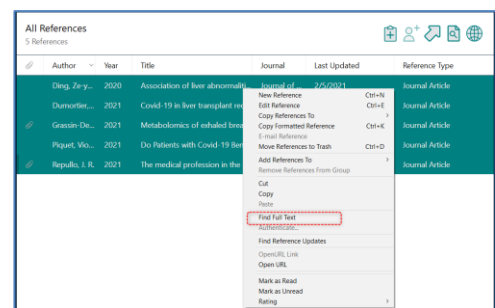 All References
5 References
Author Year Title Journal Last Updated Reference Type
Ding, Ze-y... 2020 Association of liver abnormaliti... Journal of ... 2/5/2021 Journal Article
Dumortier,... 2021 Covid-19 in liver transplant rec Journal Article
Grassin-De... 2021 Metabolomics of exhaled brea Journal Article
Piquet, Vio... 2021 Do Patients with Covid-19 Ben Journal Article
Repullo, J. R. 2021 The medical profession in the Journal Article
New Reference Ctrl+N
Edit Reference Ctrl+E
Copy References To
Copy Formatted Reference Ctrl+K
E-mail Reference
Move References to Trash Ctrl+D
Add References To
Remove References From Group
Cut
Copy
Paste
Find Full Text
Authenticate...
Find Reference Updates
OpenURL Link
Open URL
Mark as Read
Mark as Unread
Rating